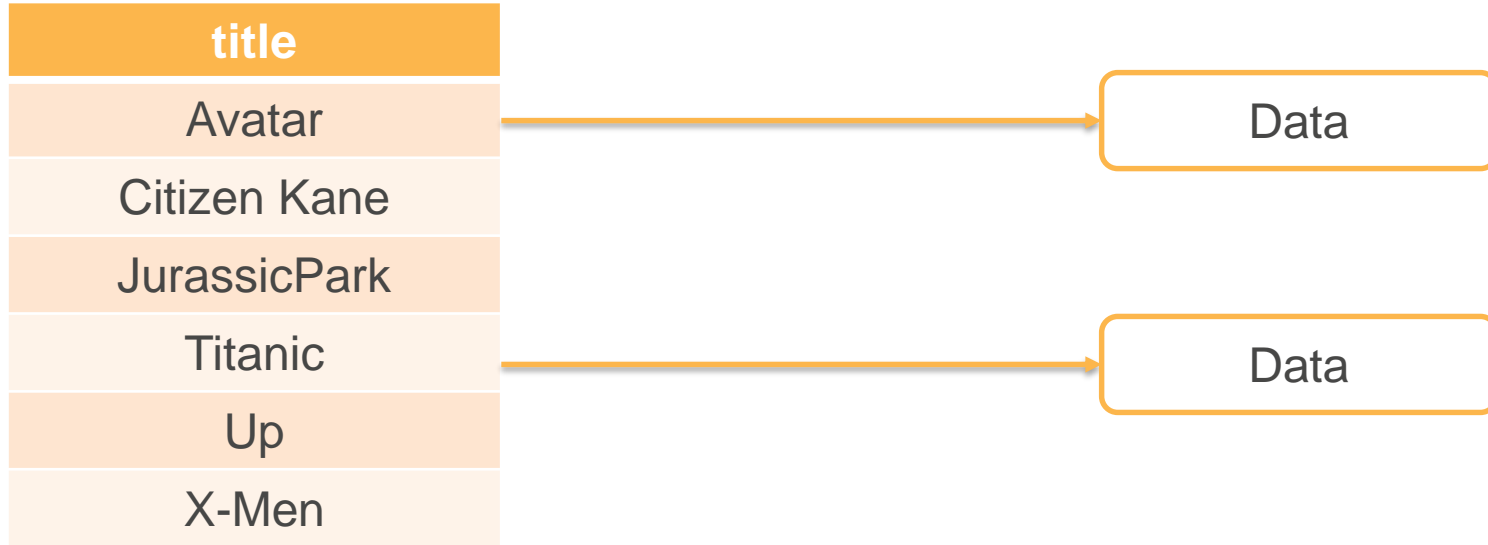 title
Avatar
Data
Citizen Kane
JurassicPark
Titanic
Data
Up
X-Men